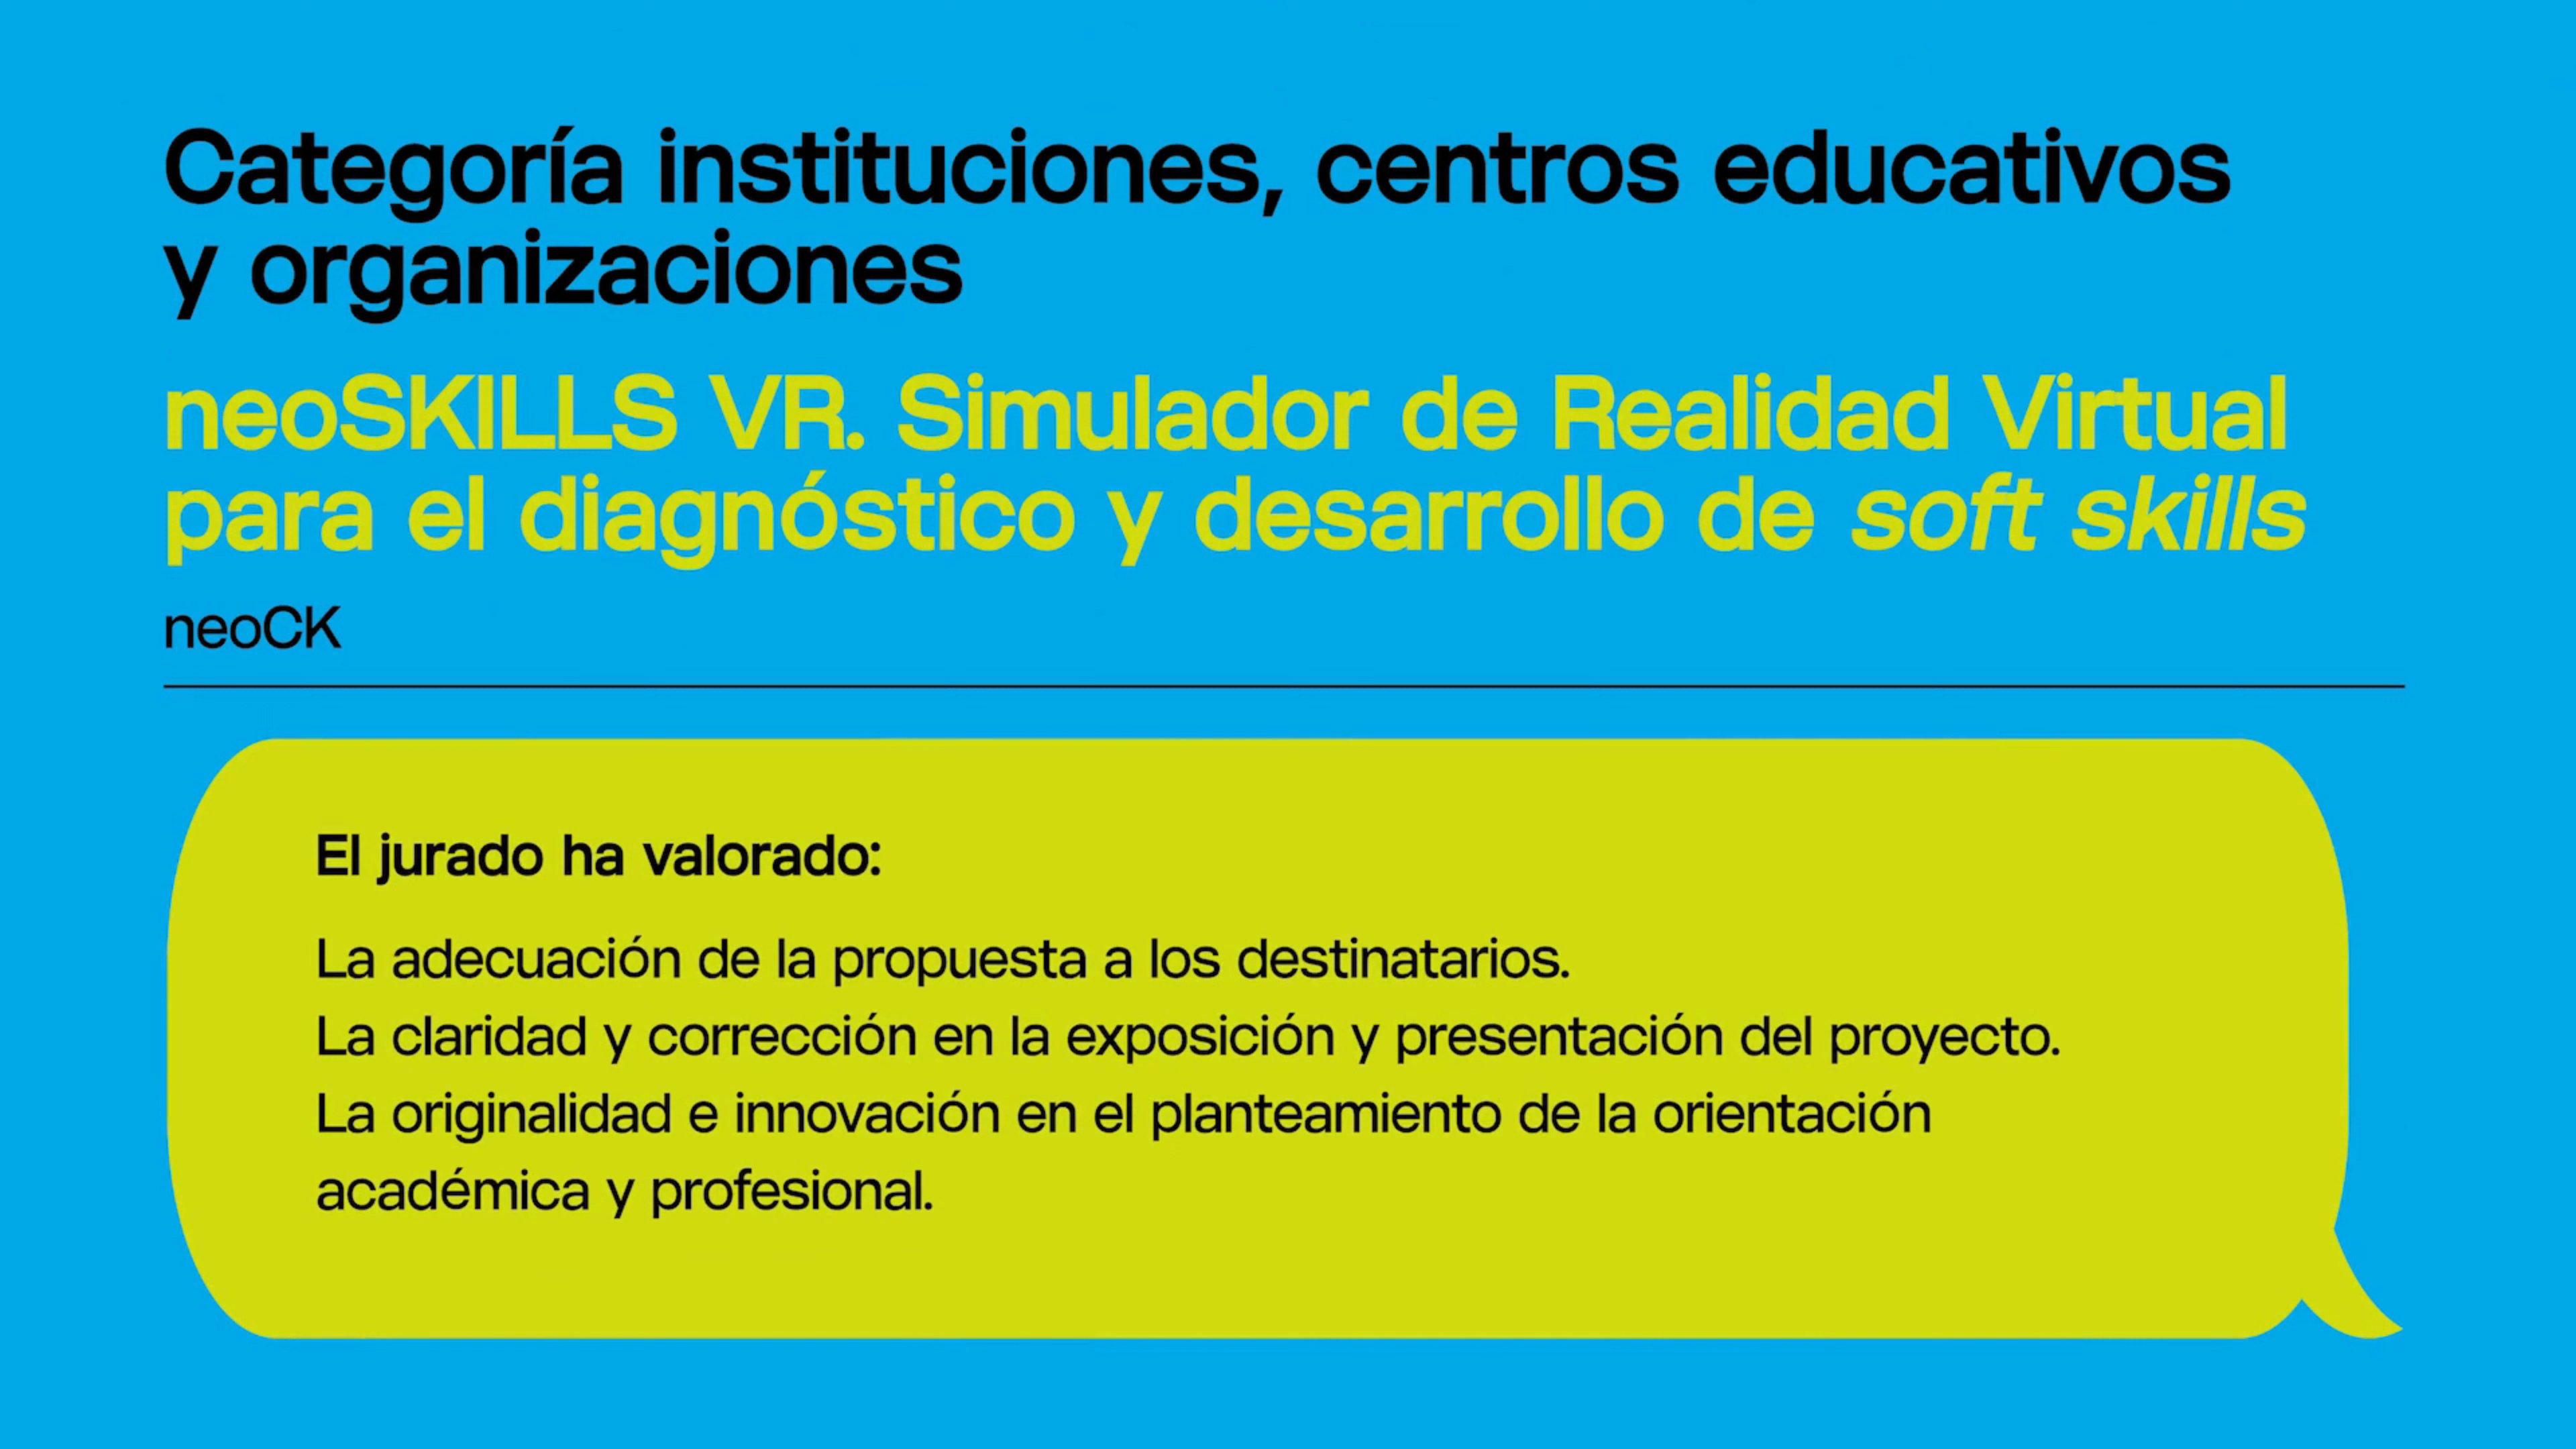 Categoría instituciones, centros educativos
y organizaciones
neoSKILLS VR. Simulador de Realidad Virtual
para el diagnóstico y desarrollo de soft skills
neoCK
El jurado ha valorado:
La adecuación de la propuesta a los destinatarios.
La claridad y corrección en la exposición y presentación del proyecto.
La originalidad e innovación en el planteamiento de la orientación
académica y profesional.